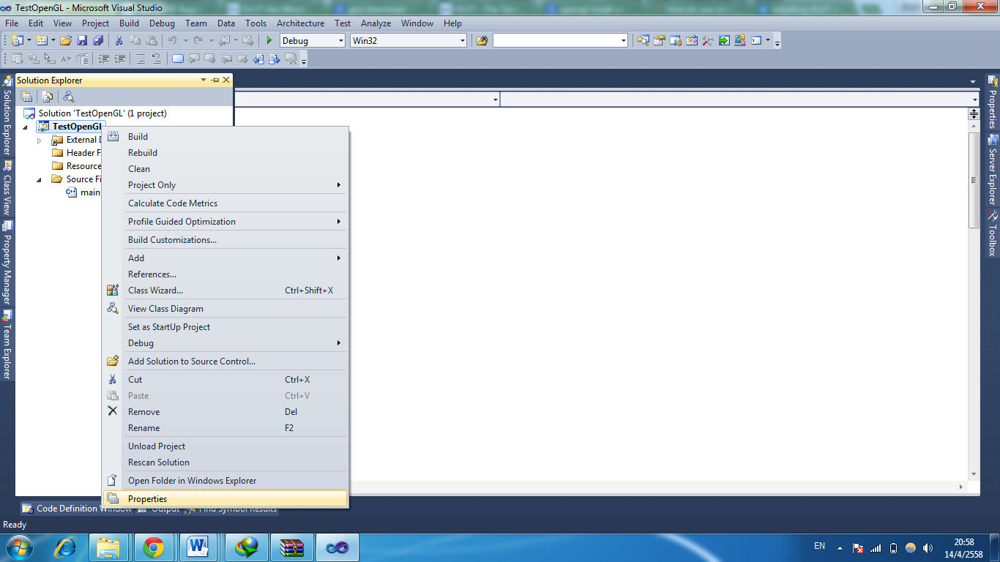 TestOpenGL - Microsoft Visual Studio
File Edit View Project Build Debug Team Data Tools Architecture Test Analyze Window Help
Debug Win32
Solution Explorer
Solution 'TestOpenGL' (1 project)
TestOpenGL
External D
Header F
Resource
Source Fi
main
Build
Rebuild
Clean
Project Only
Calculate Code Metrics
Profile Guided Optimization
Build Customizations...
Add
References...
Class Wizard... Ctrl+Shift+X
View Class Diagram
Set as StartUp Project
Debug
Add Solution to Source Control...
Cut Ctrl+X
Paste Ctrl+V
Remove Del
Rename F2
Unload Project
Rescan Solution
Open Folder in Windows Explorer
Properties
Solution Explorer
Class View
Property Manager
Team Explorer
Properties
Server Explorer
Toolbox
Code Definition Window Output Find Symbol Results
Ready
EN
20:58
14/4/2558